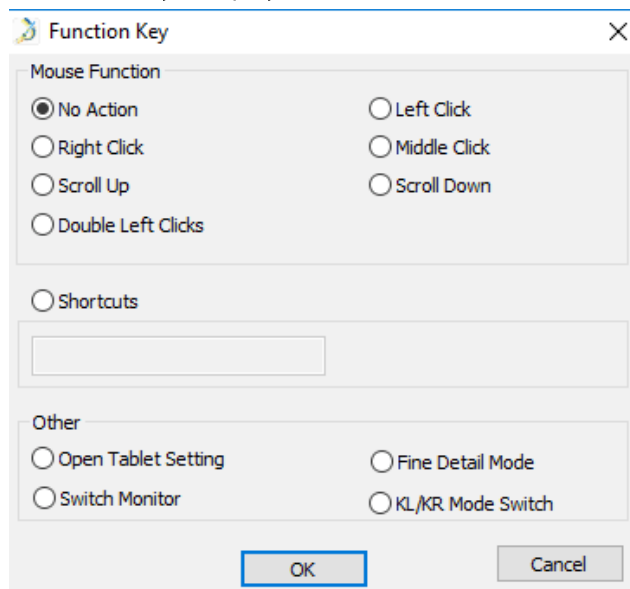 Function Key
Mouse Function
No Action
Left Click
Right Click
Middle Click
Scroll Up
Scroll Down
Double Left Clicks
Shortcuts
Other
Open Tablet Setting
Fine Detail Mode
Switch Monitor
KL/KR Mode Switch
OK
Cancel